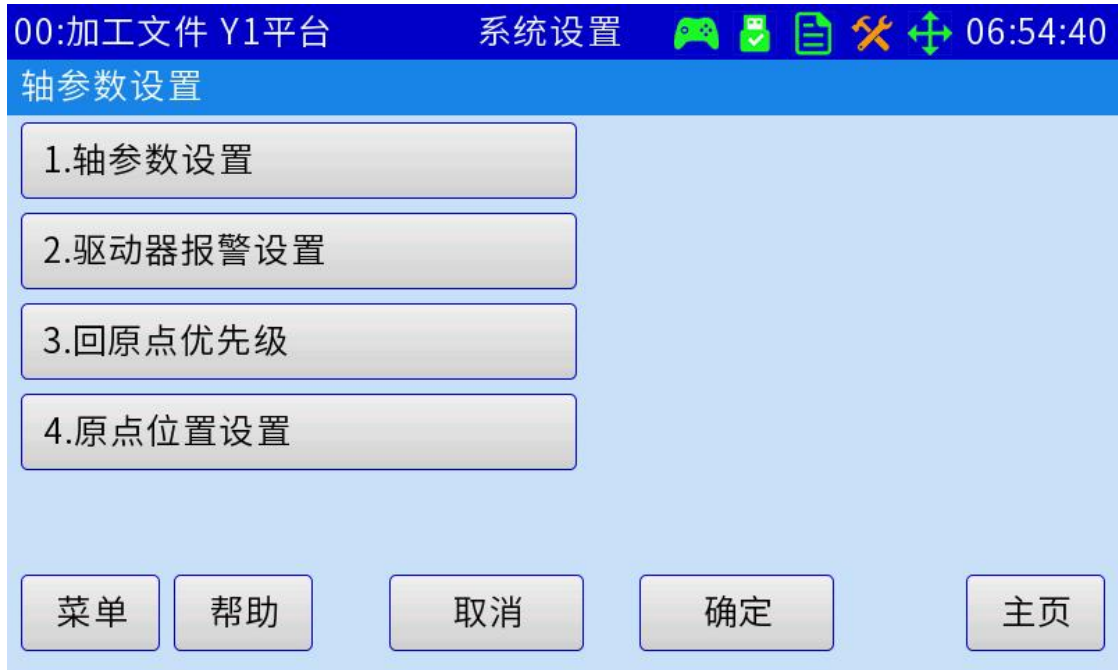 00:加工文件 Y1平台 系统设置 06:54:40
轴参数设置
1.轴参数设置
2.驱动器报警设置
3.回原点优先级
4.原点位置设置
菜单 帮助 取消 确定 主页